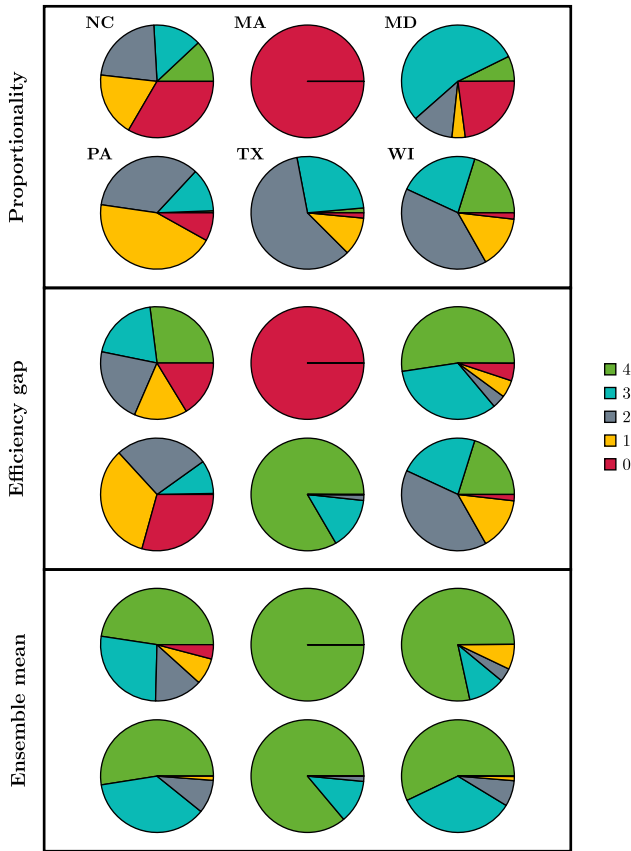 Proportionality
NC
MA
MD
PA
TX
WI
Efficiency gap
Ensemble mean
4
3
2
1
0